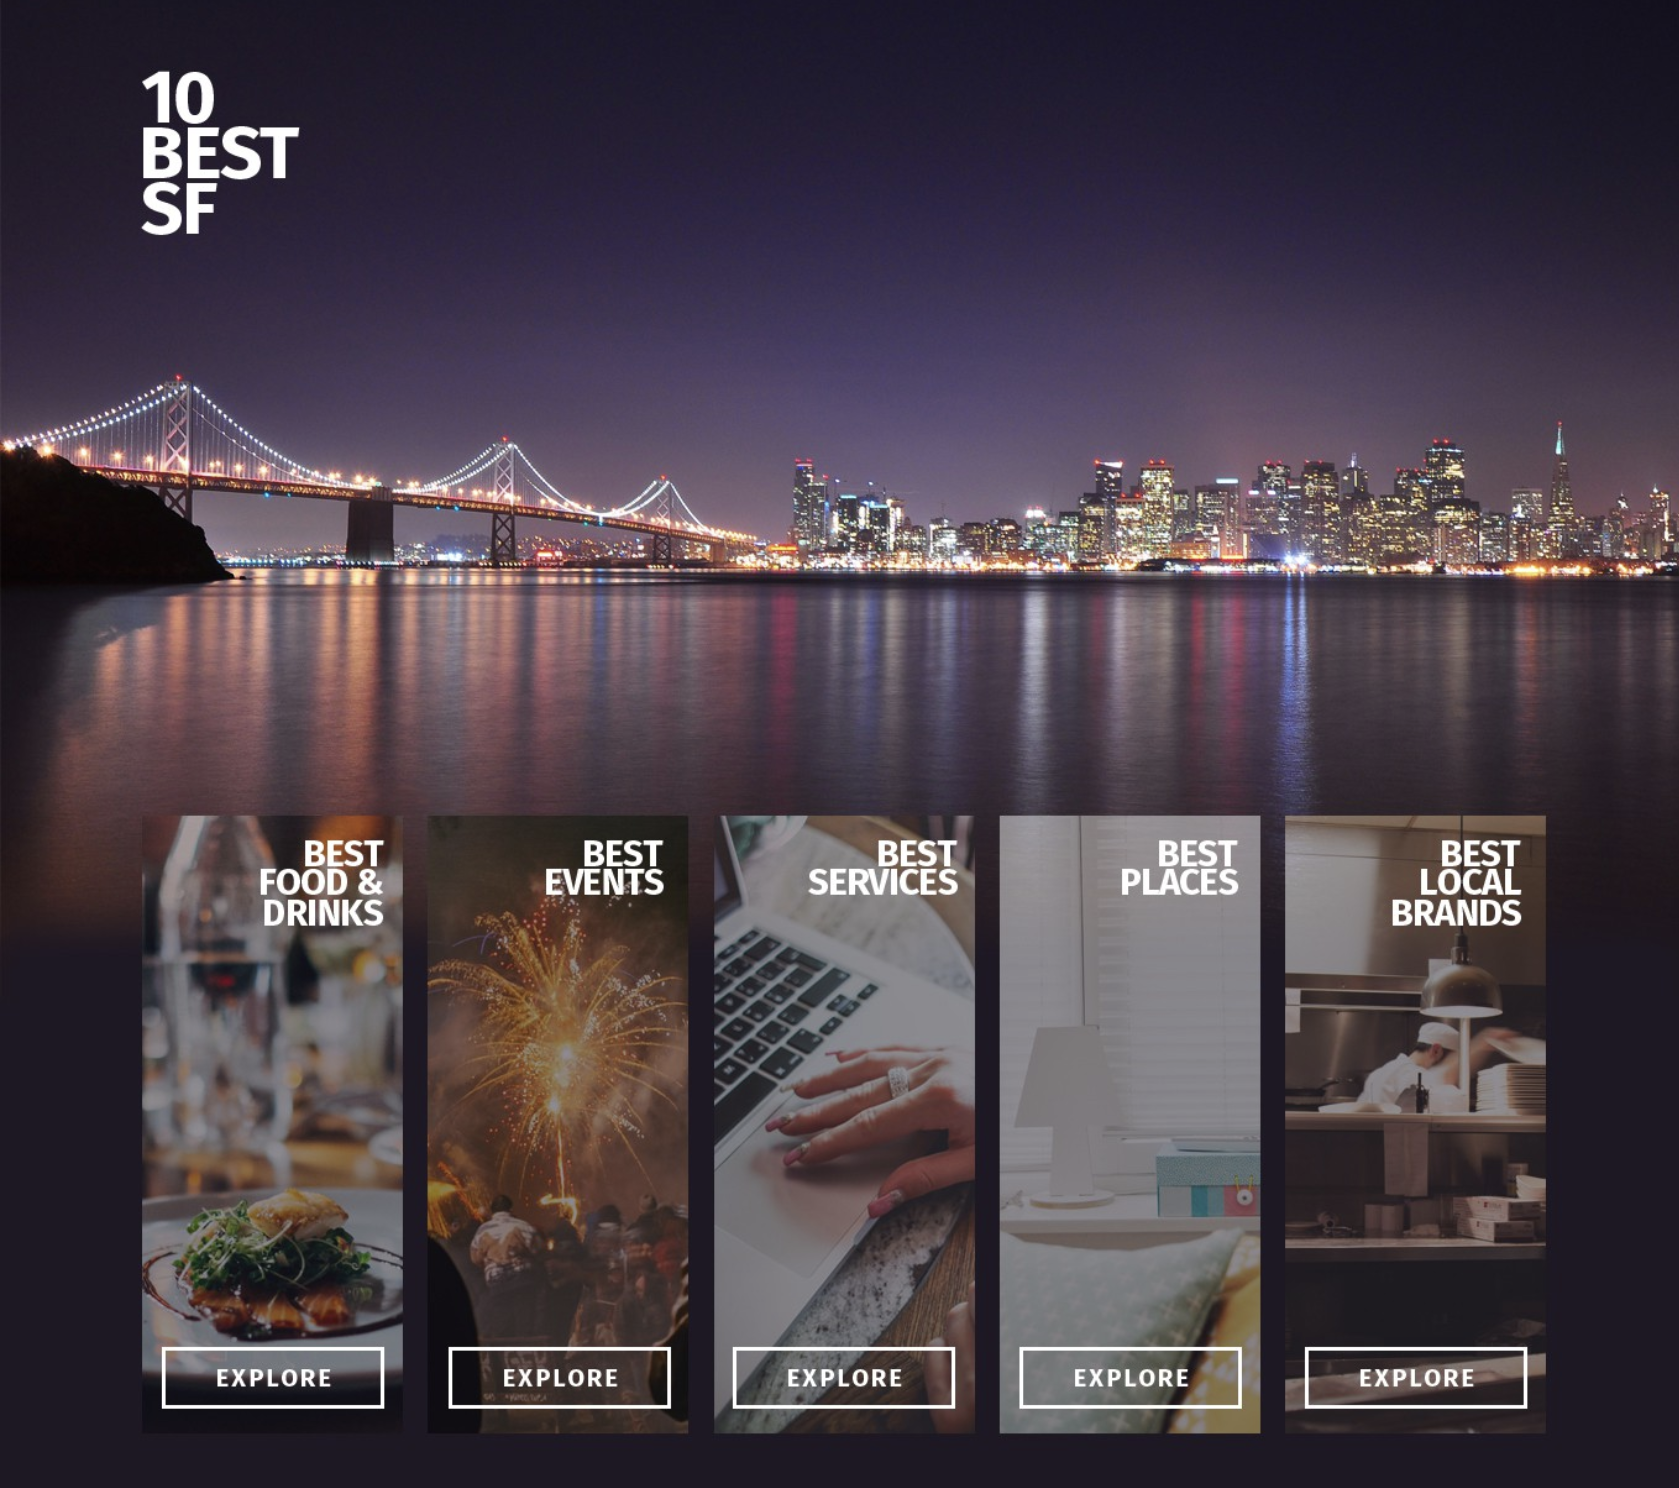 10
BEST
SF
BEST
FOOD &
DRINKS
EXPLORE
BEST
EVENTS
EXPLORE
BEST
SERVICES
EXPLORE
BEST
PLACES
EXPLORE
BEST
LOCAL
BRANDS
EXPLORE